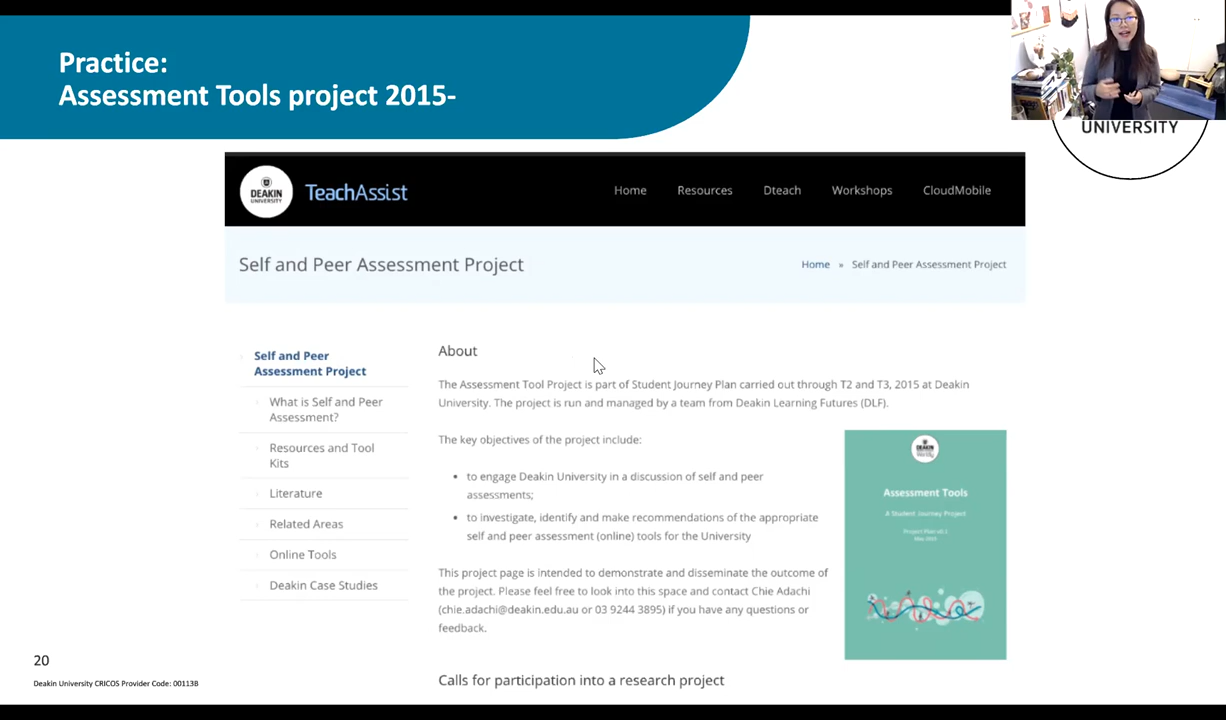 Practice:
Assessment Tools project 2015-
UNIVERSITY
DEAKIN
UNIVERSITY
TeachAssist
Home
Resources
Dteach
Workshops
CloudMobile
Self and Peer Assessment Project
Home » Self and Peer Assessment Project
Self and Peer
Assessment Project
What is Self and Peer
Assessment?
Resources and Tool
Kits
Literature
Related Areas
Online Tools
Deakin Case Studies
About
The Assessment Tool Project is part of Student Journey Plan carried out through T2 and T3, 2015 at Deakin
University. The project is run and managed by a team from Deakin Learning Futures (DLF).
The key objectives of the project include:
• to engage Deakin University in a discussion of self and peer
assessments;
• to investigate, identify and make recommendations of the appropriate
self and peer assessment (online) tools for the University
This project page is intended to demonstrate and disseminate the outcome of
the project. Please feel free to look into this space and contact Chie Adachi
(chie.adachi@deakin.edu.au or 03 9244 3895) if you have any questions or
feedback.
DEAKIN
Worldly
Assessment Tools
A Student Journey Project
Calls for participation into a research project
20
Deakin University CRICOS Provider Code: 00113B